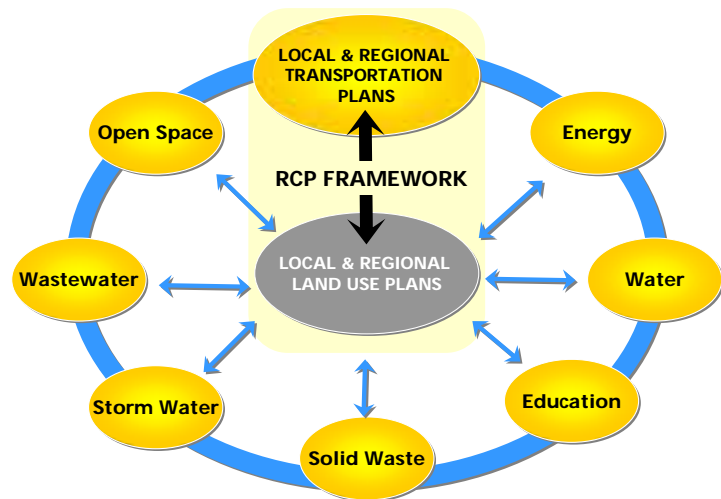 LOCAL & REGIONAL
TRANSPORTATION
PLANS
Open Space
Energy
RCP FRAMEWORK
LOCAL & REGIONAL
LAND USE PLANS
Wastewater
Water
Storm Water
Education
Solid Waste